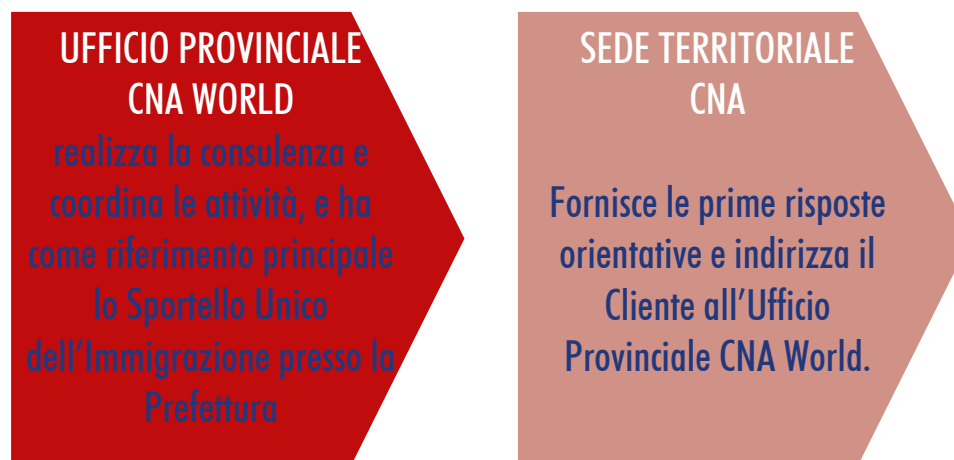 UFFICIO PROVINCIALE
CNA WORLD
realizza la consulenza e
coordina le attività, e ha
come riferimento principale
lo Sportello Unico
dell’Immigrazione presso la
Prefettura
SEDE TERRITORIALE
CNA
Fornisce le prime risposte
orientative e indirizza il
Cliente all’Ufficio
Provinciale CNA World.